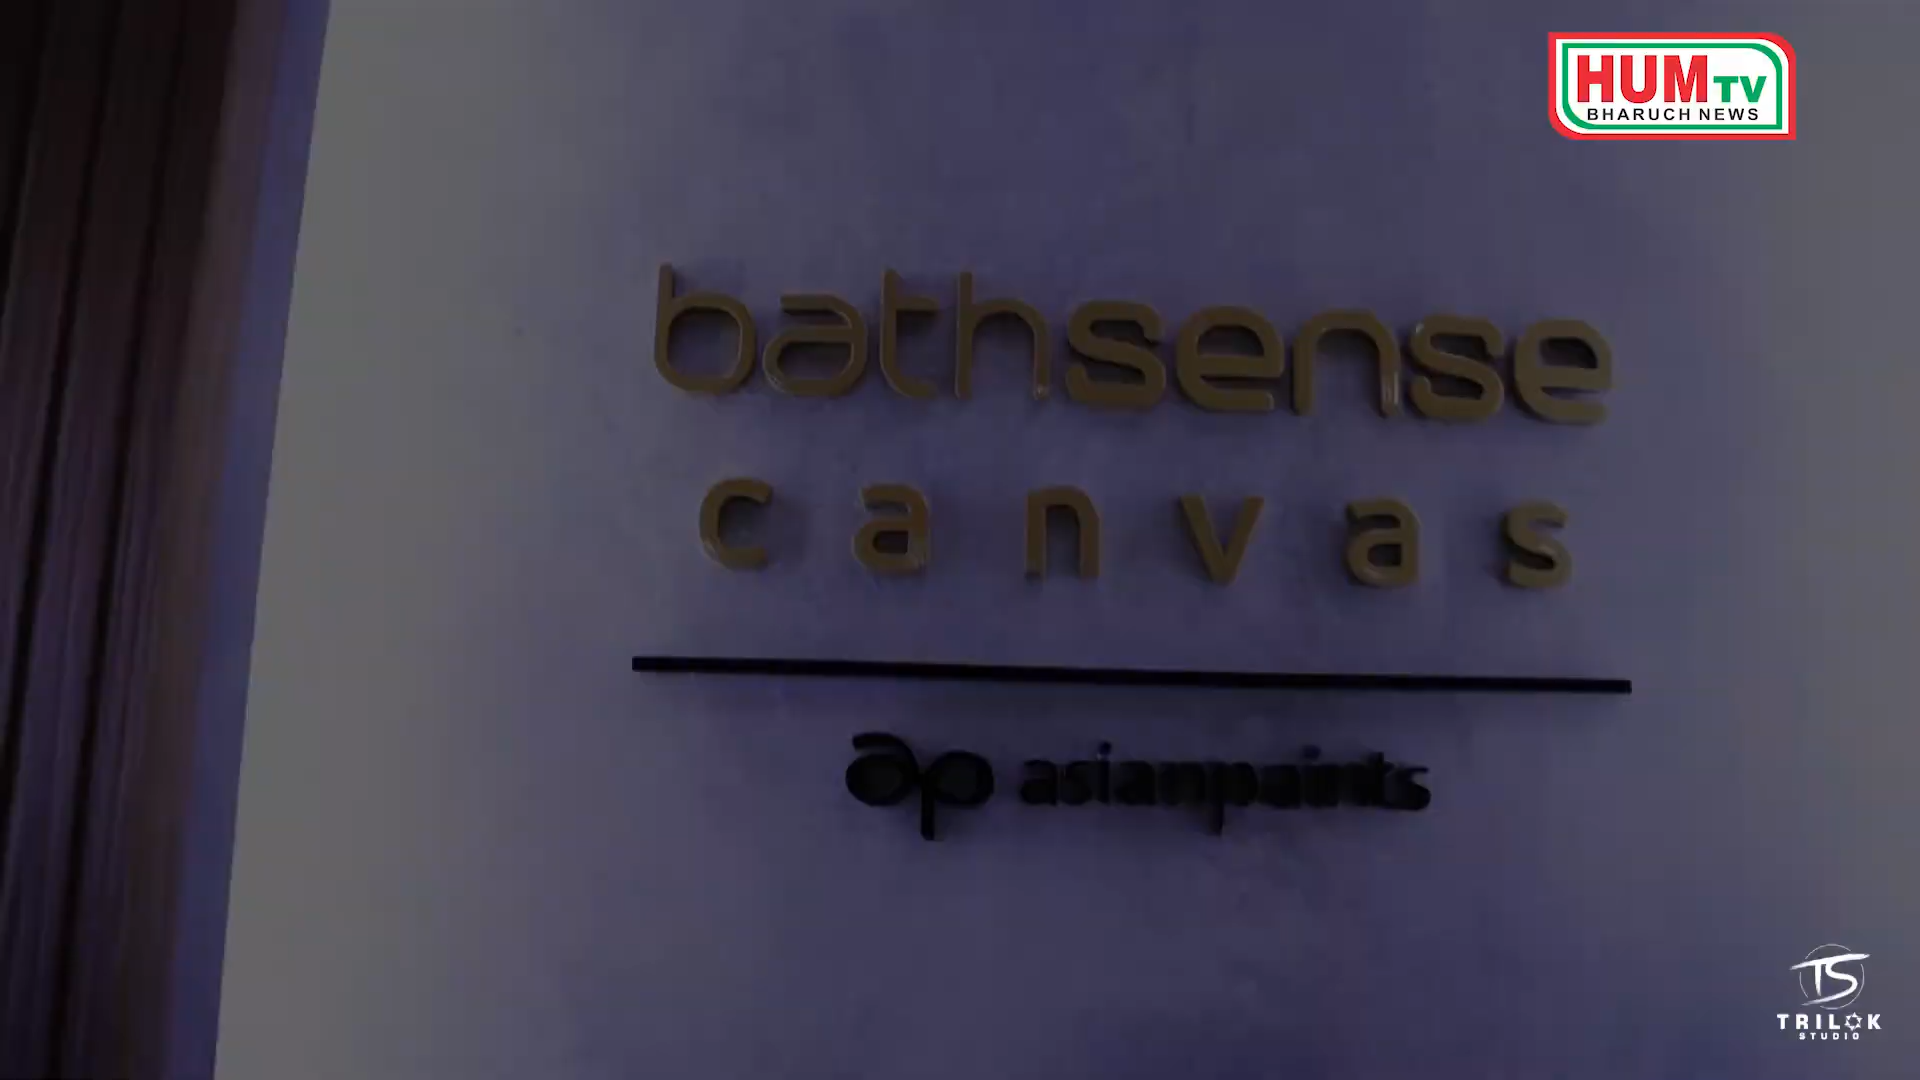 HUM TV
BHARUCH NEWS
bathsense
canvas
ap asianpaints
TS
TRILOK
STUDIO